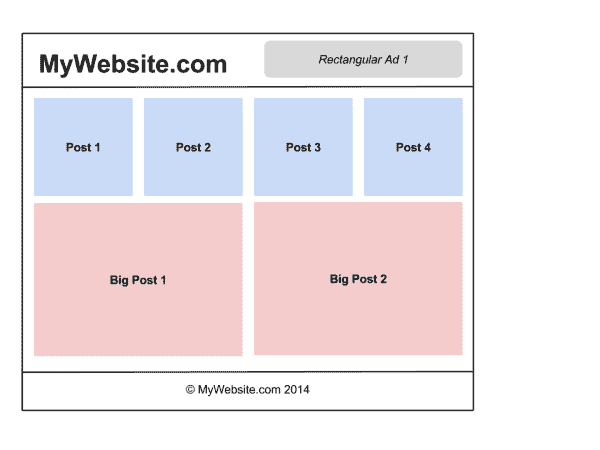 MyWebsite.com
Rectangular Ad 1
Post 1
Post 2
Post 3
Post 4
Big Post 1
Big Post 2
© MyWebsite.com 2014